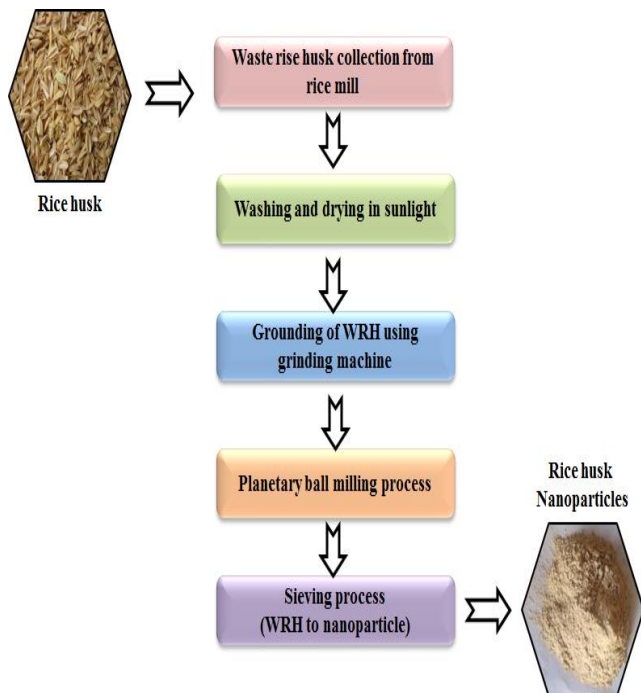 Waste rise husk collection from
rice mill
Rice husk
Washing and drying in sunlight
Grounding of WRH using
grinding machine
Planetary ball milling process
Rice husk
Nanoparticles
Sieving process
(WRH to nanoparticle)